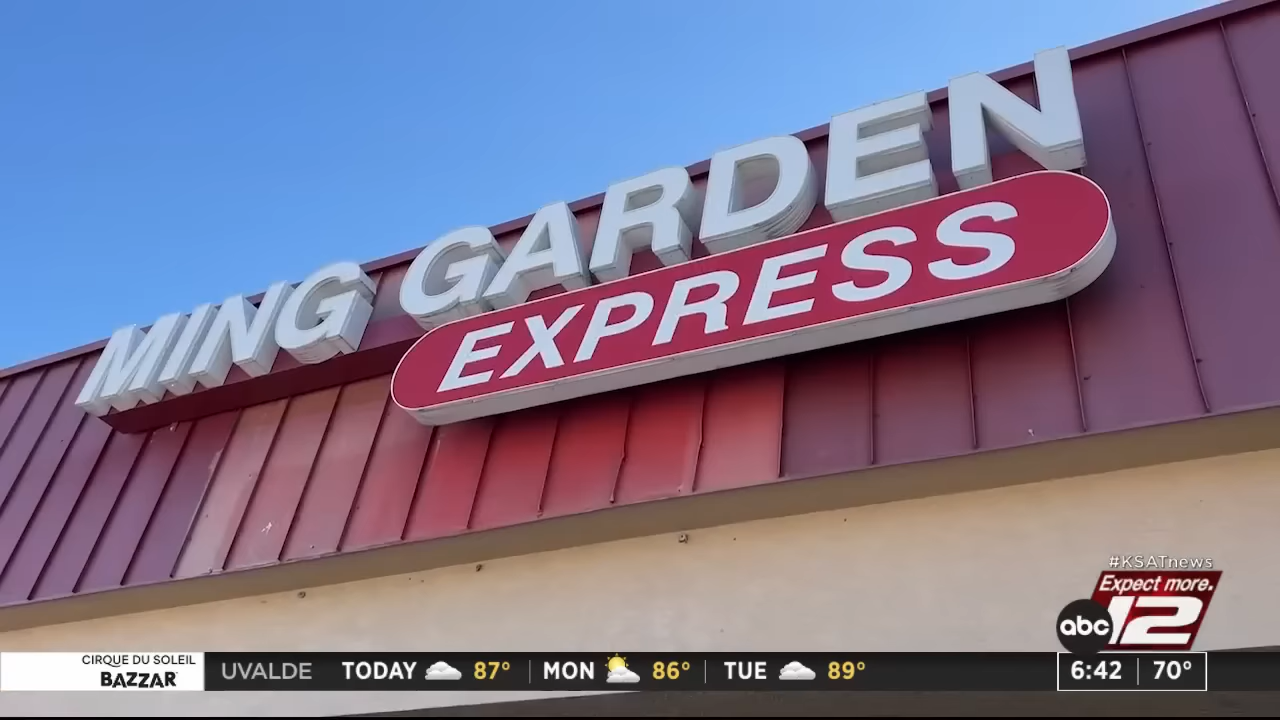 MING GARDEN
EXPRESS
#KSATnews
Expect more.
abc 12
CIRQUE DU SOLEIL
BAZZAR
UVALDE TODAY 87° MON 86° TUE 89°
6:42 70°